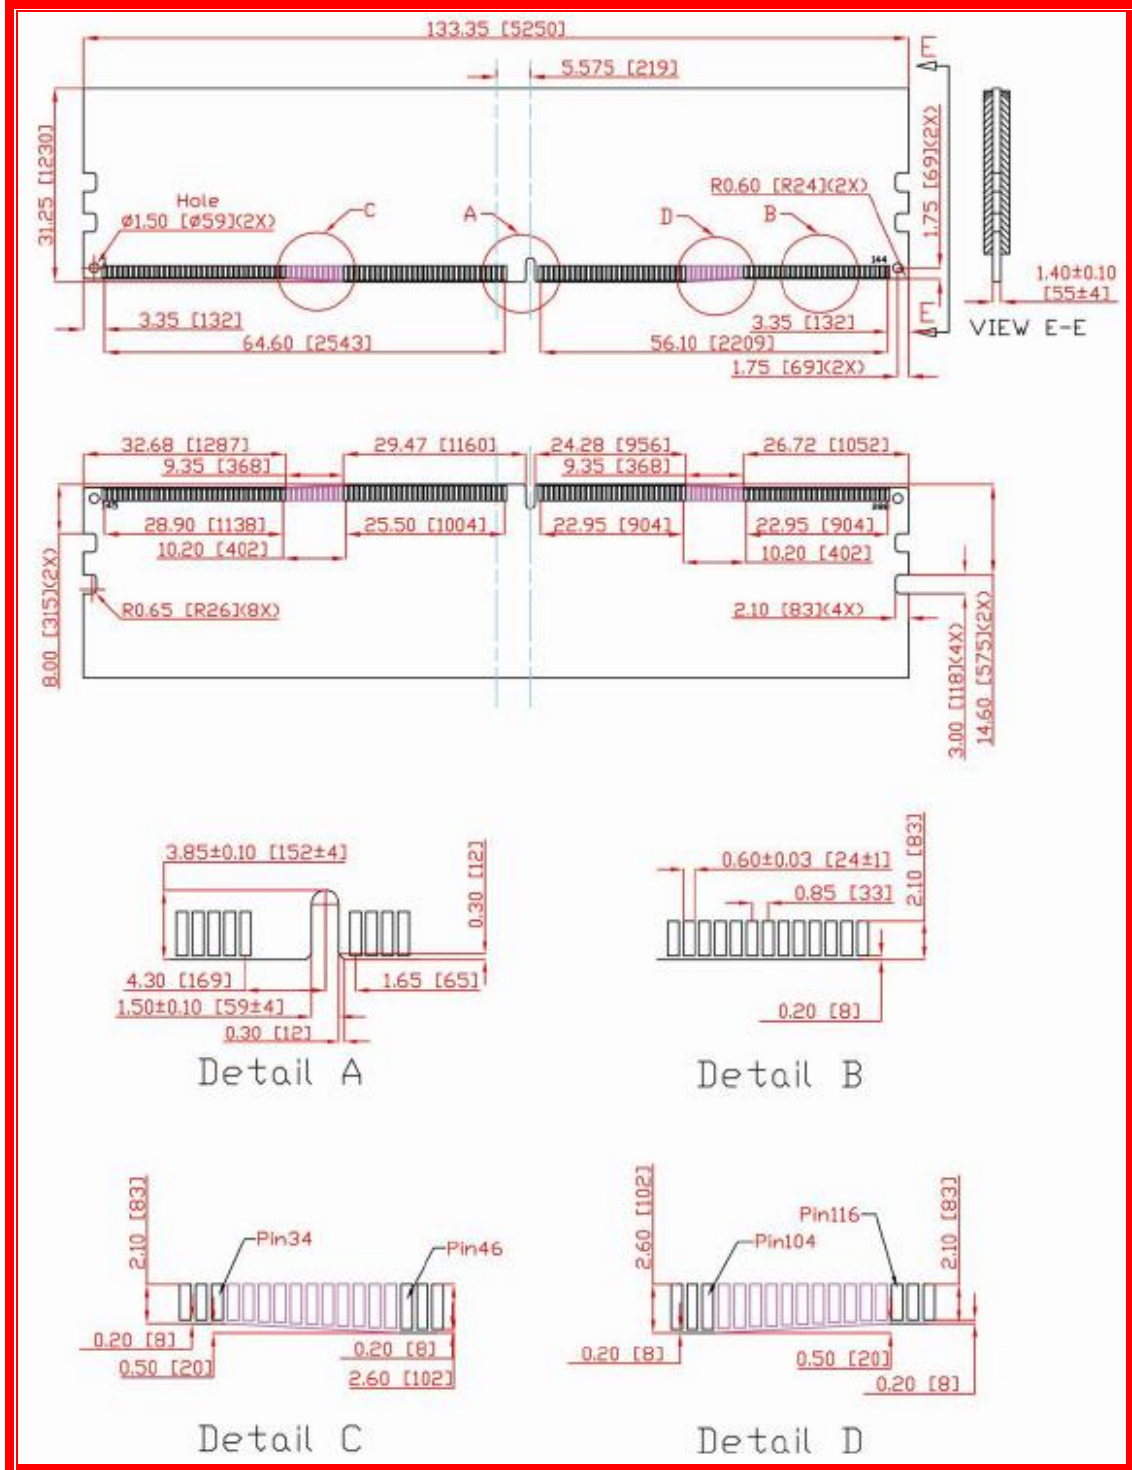 133.35 [5250]
E
5.575 [219]
31.25 [1230]
1.75 [69](2X)
R0.60 [R24](2X)
Hole
Ø1.50 [Ø59](2X)
C
A
D
B
1
144
1.40±0.10
[55±4]
3.35 [132]
3.35 [132]
E
VIEW E-E
64.60 [2543]
56.10 [2209]
1.75 [69](2X)
32.68 [1287]
29.47 [1160]
24.28 [956]
26.72 [1052]
9.35 [368]
9.35 [368]
145
288
28.90 [1138]
25.50 [1004]
22.95 [904]
22.95 [904]
10.20 [402]
10.20 [402]
8.00 [315](2X)
R0.65 [R26](8X)
2.10 [83](4X)
3.00 [118](4X)
14.60 [575](2X)
3.85±0.10 [152±4]
0.30 [12]
4.30 [169]
1.65 [65]
1.50±0.10 [59±4]
0.30 [12]
Detail A
0.60±0.03 [24±1]
2.10 [83]
0.85 [33]
0.20 [8]
Detail B
2.10 [83]
Pin34
Pin46
0.20 [8]
0.20 [8]
0.50 [20]
2.60 [102]
Detail C
2.60 [102]
Pin116
2.10 [83]
Pin104
0.20 [8]
0.50 [20]
0.20 [8]
Detail D